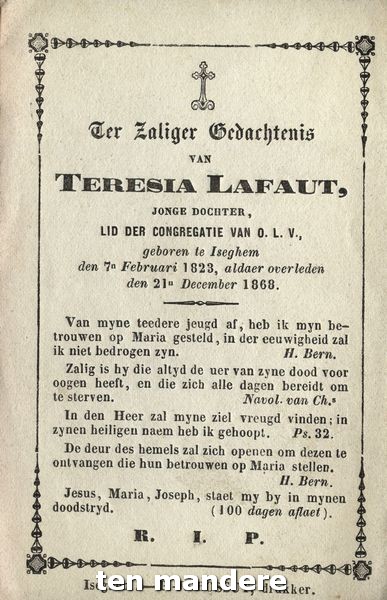 Ter Zaliger Gedachtenis
VAN
TERESIA LAFAUT,
JONGE DOCHTER,
LID DER CONGREGATIE VAN O. L. V.,
geboren te Iseghem
den 7n Februari 1823, aldaer overleden
den 21n December 1868.
Van myne teedere jeugd af, heb ik myn be-
trouwen op Maria gesteld, in der eeuwigheid zal
ik niet bedrogen zyn. H. Bern.
Zalig is hy die altyd de uer van zyne dood voor
oogen heeft, en die zich alle dagen bereidt om
te sterven. Navol. van Ch.s
In den Heer zal myne ziel vreugd vinden; in
zynen heiligen naem heb ik gehoopt. Ps. 32.
De deur des hemels zal zich openen om dezen te
ontvangen die hun betrouwen op Maria stellen.
H. Bern.
Jesus, Maria, Joseph, staet my by in mynen
doodstryd. (100 dagen aflaet).
R. I. P.
drukker.
ten mandere